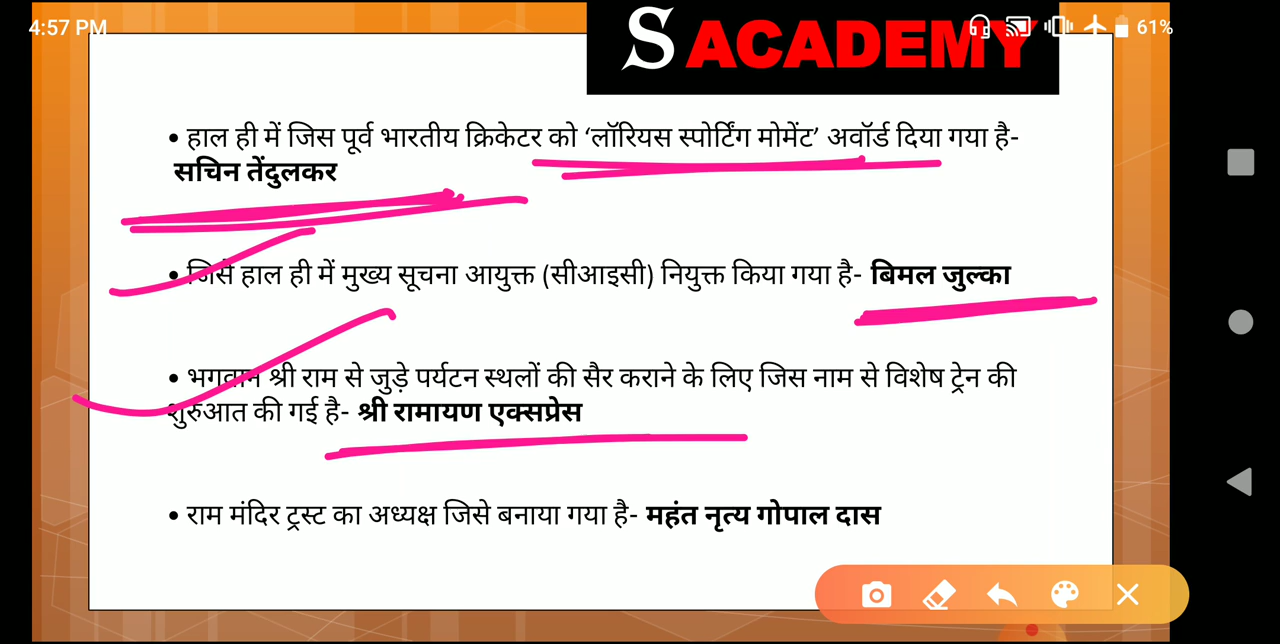 4:57 PM
S ACADEMY
61%
• हाल ही में जिस पूर्व भारतीय क्रिकेटर को ‘लॉरियस स्पोर्टिंग मोमेंट’ अवॉर्ड दिया गया है-
सचिन तेंदुलकर
• जिसे हाल ही में मुख्य सूचना आयुक्त (सीआइसी) नियुक्त किया गया है- बिमल जुल्का
• भगवान श्री राम से जुड़े पर्यटन स्थलों की सैर कराने के लिए जिस नाम से विशेष ट्रेन की
शुरुआत की गई है- श्री रामायण एक्सप्रेस
• राम मंदिर ट्रस्ट का अध्यक्ष जिसे बनाया गया है- महंत नृत्य गोपाल दास